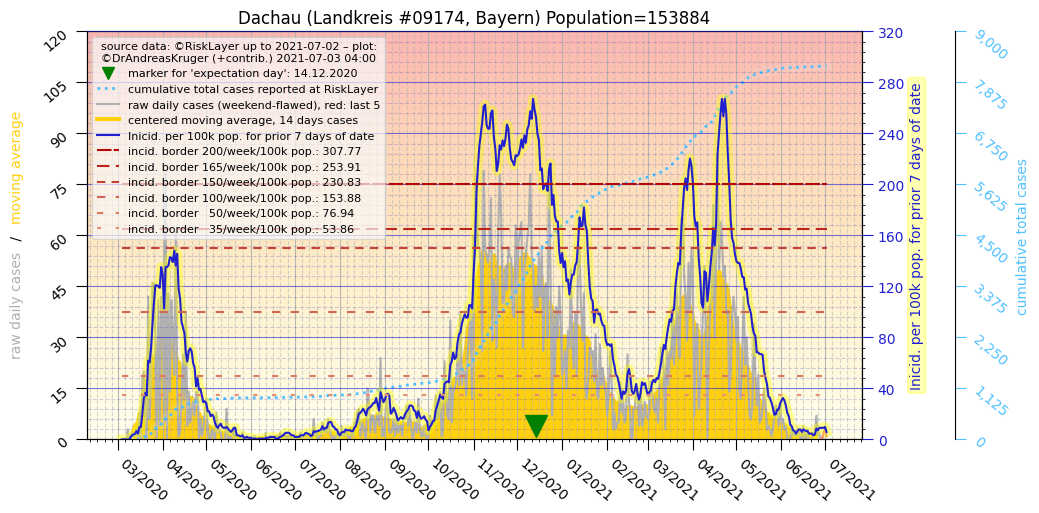 Dachau (Landkreis #09174, Bayern) Population=153884
source data: ©RiskLayer up to 2021-07-02 – plot:
©DrAndreasKruger (+contrib.) 2021-07-03 04:00
marker for 'expectation day': 14.12.2020
cumulative total cases reported at RiskLayer
raw daily cases (weekend-flawed), red: last 5
centered moving average, 14 days cases
Inicid. per 100k pop. for prior 7 days of date
incid. border 200/week/100k pop.: 307.77
incid. border 165/week/100k pop.: 253.91
incid. border 150/week/100k pop.: 230.83
incid. border 100/week/100k pop.: 153.88
incid. border 50/week/100k pop.: 76.94
incid. border 35/week/100k pop.: 53.86
raw daily cases / moving average
120
105
90
75
60
45
30
15
0
03/2020
04/2020
05/2020
06/2020
07/2020
08/2020
09/2020
10/2020
11/2020
12/2020
01/2021
02/2021
03/2021
04/2021
05/2021
06/2021
07/2021
320
280
240
200
160
120
80
40
0
Inicid. per 100k pop. for prior 7 days of date
9,000
7,875
6,750
5,625
4,500
3,375
2,250
1,125
0
cumulative total cases